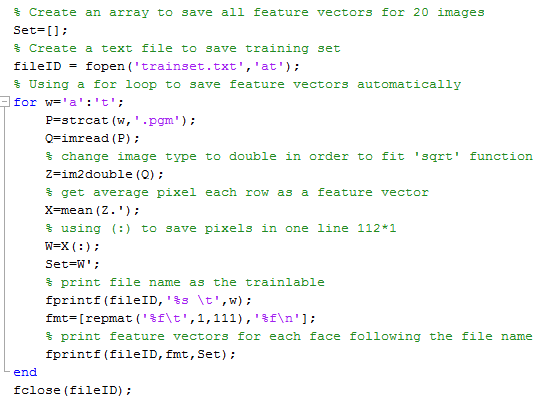 % Create an array to save all feature vectors for 20 images
Set=[];
% Create a text file to save training set
fileID = fopen('trainset.txt','at');
% Using a for loop to save feature vectors automatically
for w='a':'t';
P=strcat(w,'.pgm');
Q=imread(P);
% change image type to double in order to fit 'sqrt' function
Z=im2double(Q);
% get average pixel each row as a feature vector
X=mean(Z.');
% using (:) to save pixels in one line 112*1
W=X(:);
Set=W';
% print file name as the trainlable
fprintf(fileID,'%s \t',w);
fmt=[repmat('%f\t',1,111),'%f\n'];
% print feature vectors for each face following the file name
fprintf(fileID,fmt,Set);
end
fclose(fileID);